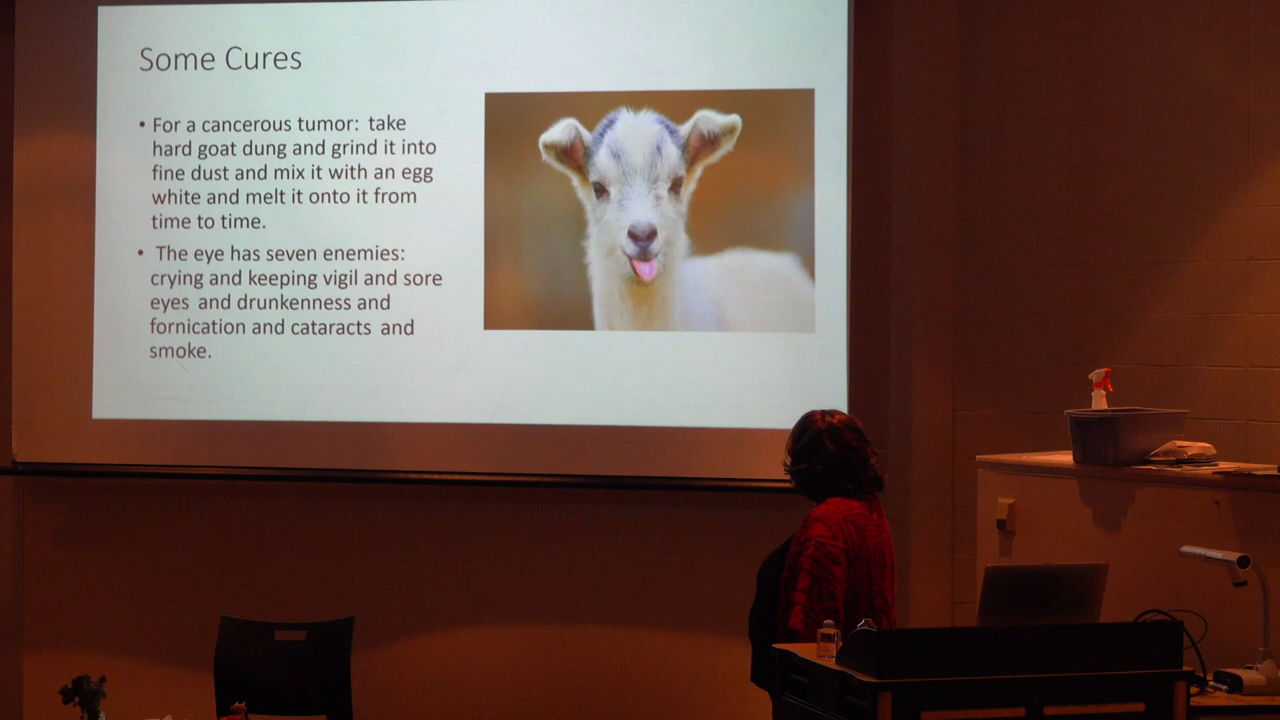 Some Cures
• For a cancerous tumor: take
hard goat dung and grind it into
fine dust and mix it with an egg
white and melt it onto it from
time to time.
• The eye has seven enemies:
crying and keeping vigil and sore
eyes and drunkenness and
fornication and cataracts and
smoke.